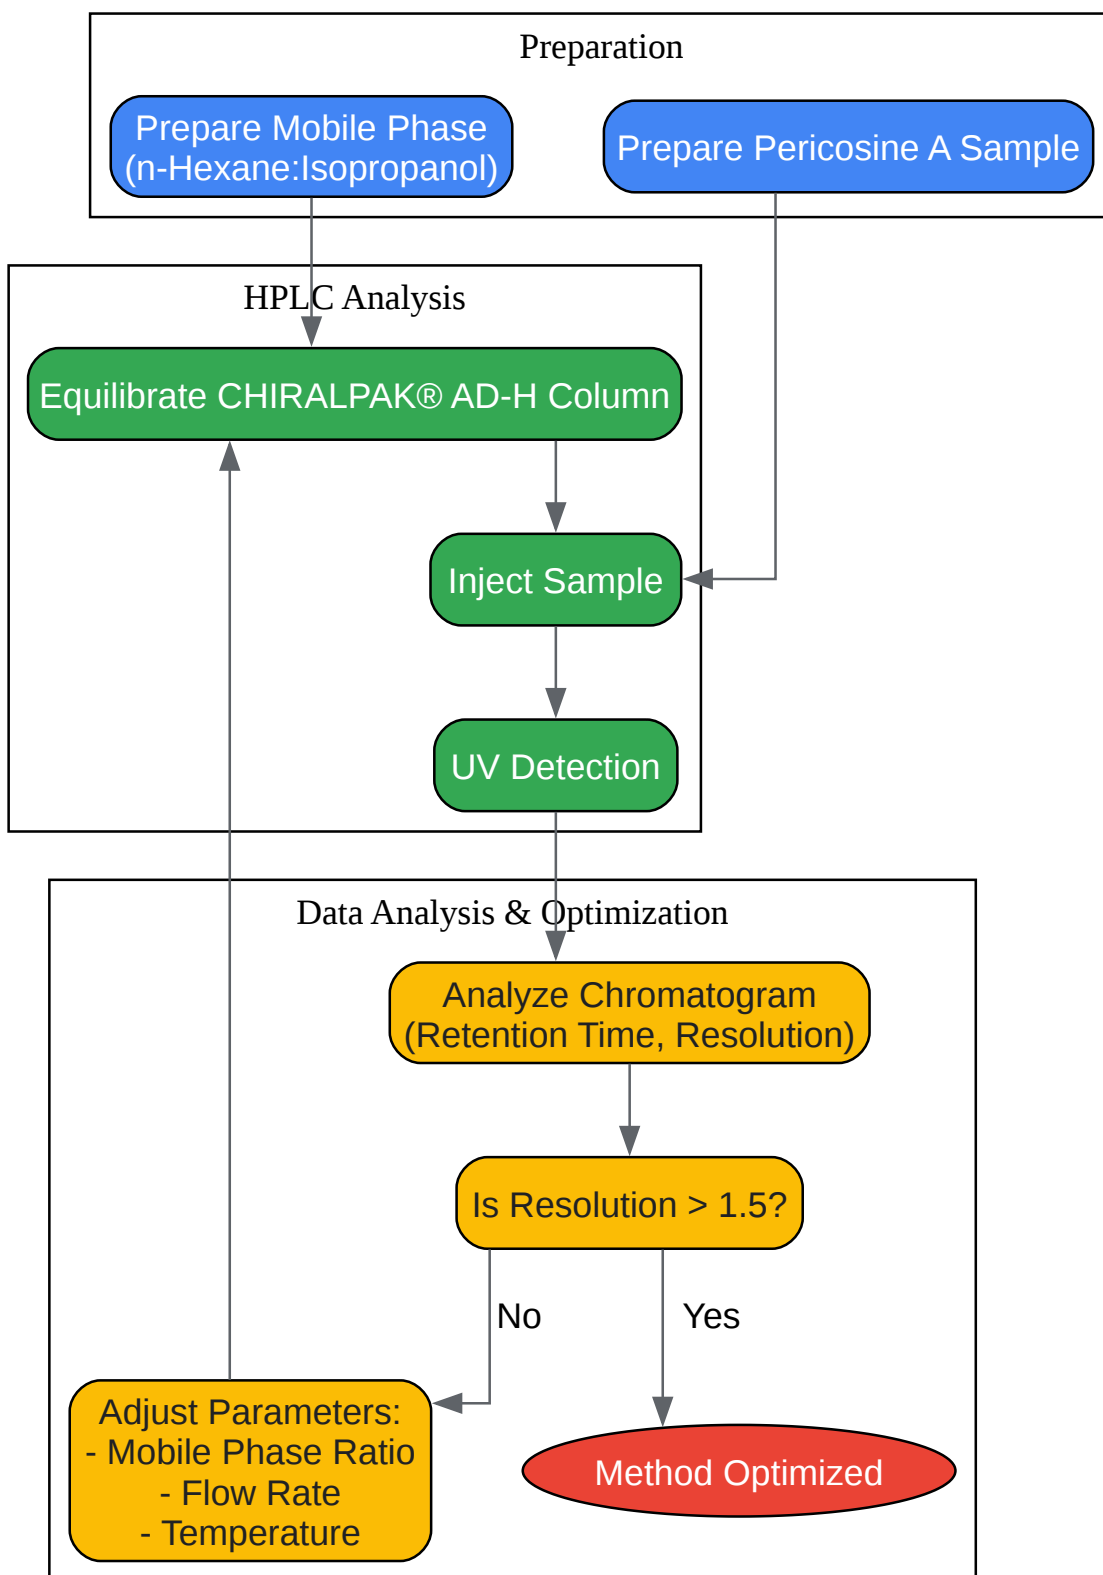 Preparation
Prepare Mobile Phase
(n-Hexane:Isopropanol)
Prepare Pericosine A Sample
HPLC Analysis
Equilibrate CHIRALPAK® AD-H Column
Inject Sample
UV Detection
Data Analysis & Optimization
Analyze Chromatogram
(Retention Time, Resolution)
Is Resolution > 1.5?
No
Yes
Adjust Parameters:
- Mobile Phase Ratio
- Flow Rate
- Temperature
Method Optimized